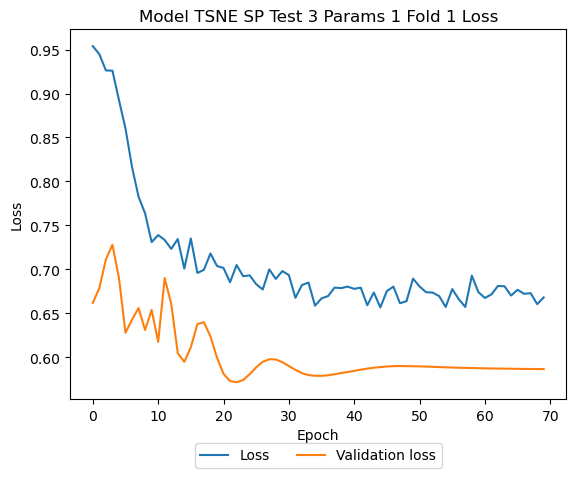 Model TSNE SP Test 3 Params 1 Fold 1 Loss
0.95
0.90
0.85
0.80
0.75
0.70
0.65
0.60
Loss
0 10 20 30 40 50 60 70
Epoch
Loss Validation loss